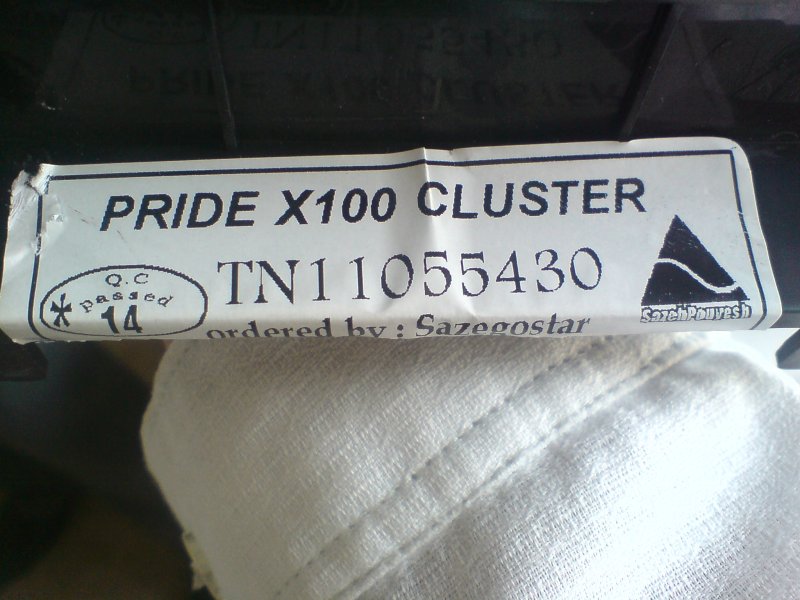 PRIDE X100 CLUSTER
TN11055430
Q.C
* passed
14
ordered by : Sazegostar
SazehPouyesh